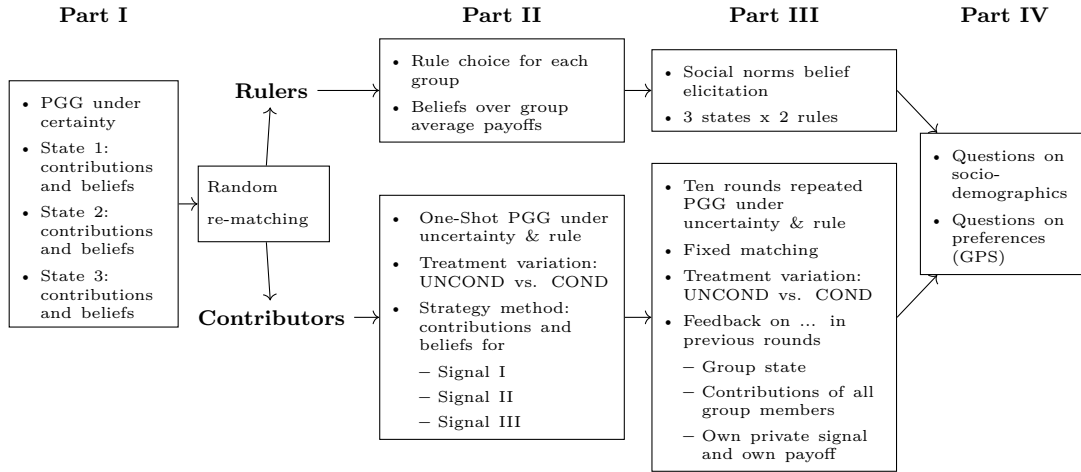 Part I
Part II
Part III
Part IV
• PGG under
certainty
• State 1:
contributions
and beliefs
• State 2:
contributions
and beliefs
• State 3:
contributions
and beliefs
Random
re-matching
Rulers
Contributors
• Rule choice for each
group
• Beliefs over group
average payoffs
• One-Shot PGG under
uncertainty & rule
• Treatment variation:
UNCOND vs. COND
• Strategy method:
contributions and
beliefs for
– Signal I
– Signal II
– Signal III
• Social norms belief
elicitation
• 3 states x 2 rules
• Ten rounds repeated
PGG under
uncertainty & rule
• Fixed matching
• Treatment variation:
UNCOND vs. COND
• Feedback on ... in
previous rounds
– Group state
– Contributions of all
group members
– Own private signal
and own payoff
• Questions on
socio-
demographics
• Questions on
preferences
(GPS)